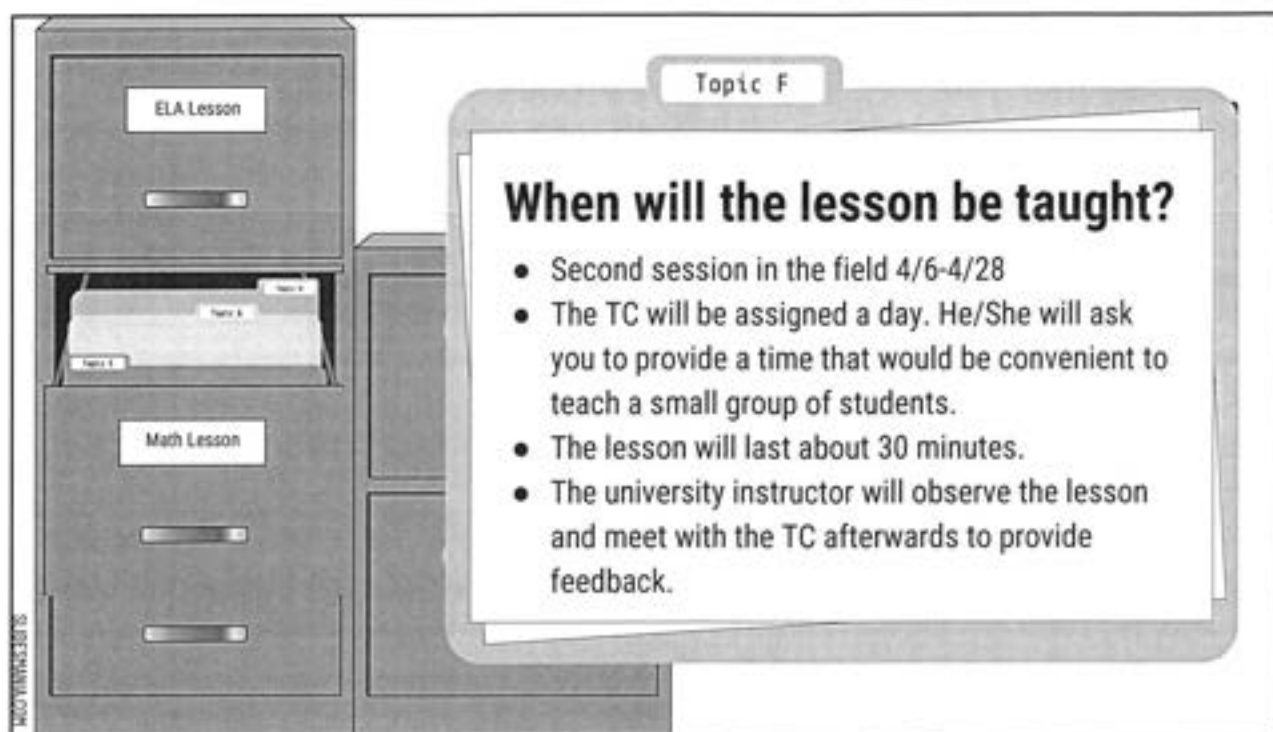 ELA Lesson
Math Lesson
Topic F
When will the lesson be taught?
● Second session in the field 4/6-4/28
● The TC will be assigned a day. He/She will ask
you to provide a time that would be convenient to
teach a small group of students.
● The lesson will last about 30 minutes.
● The university instructor will observe the lesson
and meet with the TC afterwards to provide
feedback.
SLIDESMANIA.COM